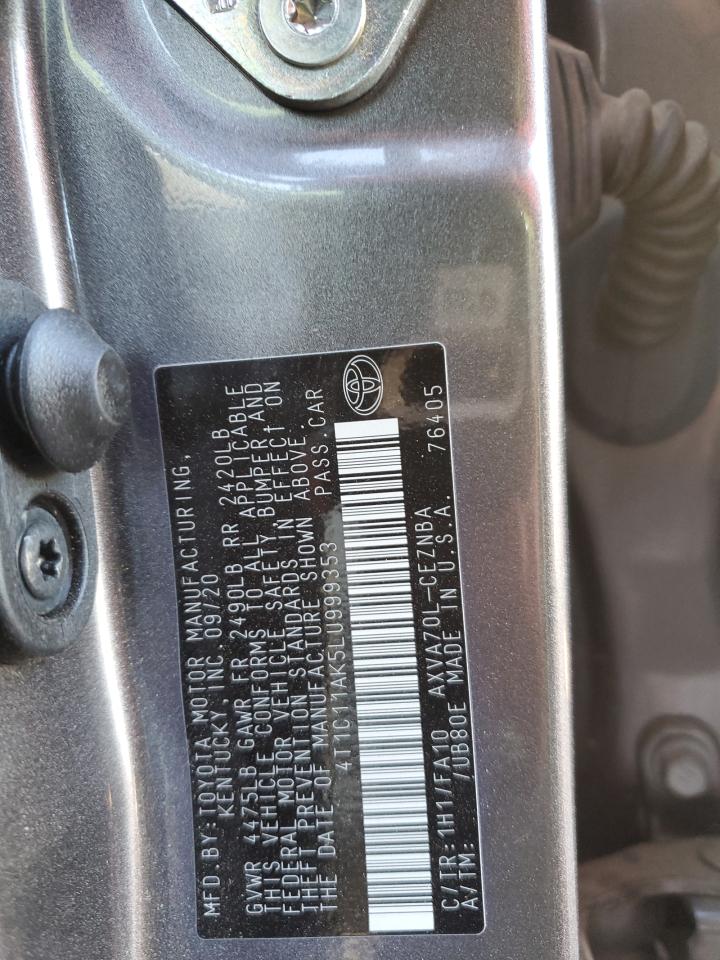 MFD.BY:TOYOTA MOTOR MANUFACTURING,
KENTUCKY, INC. 09/20
GVWR 4475LB GAWR FR 2490LB RR 2420LB
THIS VEHICLE CONFORMS TO ALL APPLICABLE
FEDERAL MOTOR VEHICLE SAFETY, BUMPER AND
THEFT PREVENTION STANDARDS IN EFFECT ON
THE DATE OF MANUFACTURE SHOWN ABOVE.
4T1C11AK5LU999353 PASS.CAR
C/TR:1H1/FA10 AXVA70L-CEZNBA
A/TM: /UB80E MADE IN U.S.A. 76405